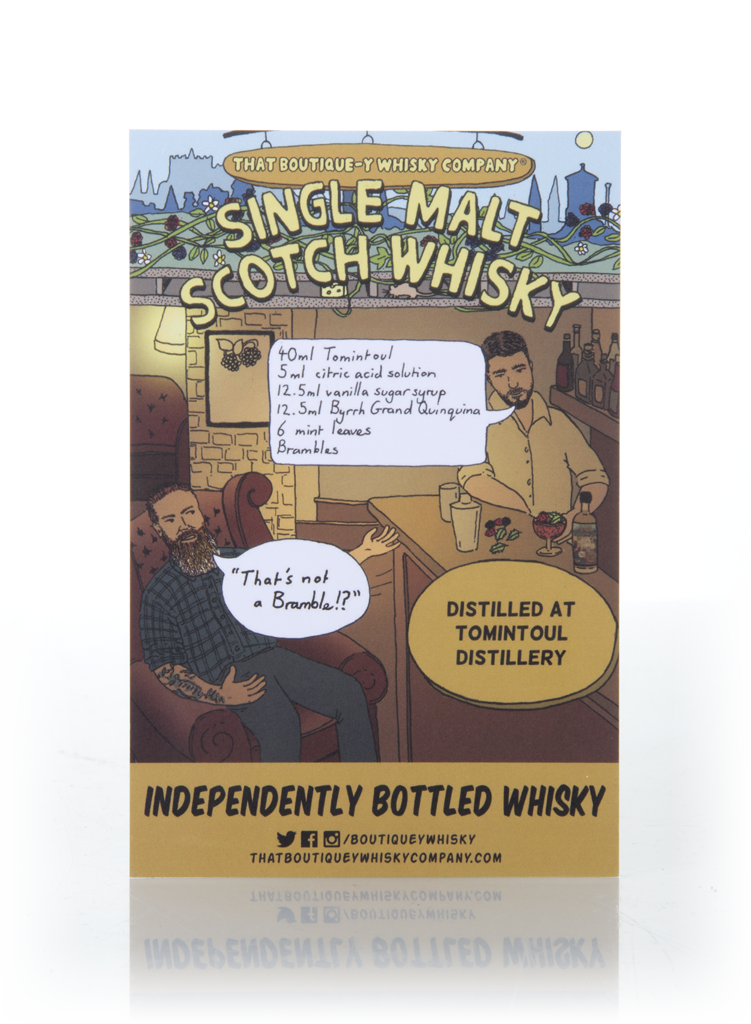 THAT BOUTIQUE-Y WHISKY COMPANY®
SINGLE MALT
SCOTCH WHISKY
40ml Tomintoul
5ml citric acid solution
12.5ml vanilla sugar syrup
12.5ml Byrrh Grand Quinquina
6 mint leaves
Brambles
"That's not
a Bramble!?"
DISTILLED AT
TOMINTOUL
DISTILLERY
INDEPENDENTLY BOTTLED WHISKY
/BOUTIQUEYWHISKY
THATBOUTIQUEYWHISKYCOMPANY.COM